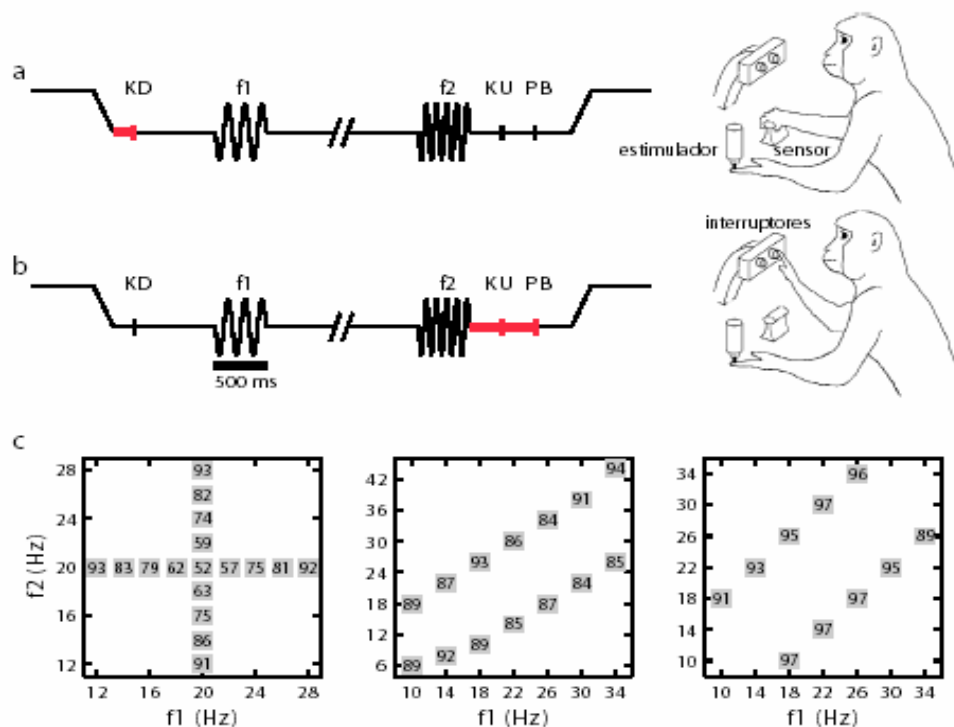 a
KD f1 f2 KU PB
estimulador sensor
interruptores
b
KD f1 f2 KU PB
500 ms
c
28 24 20 16 12
f2 (Hz)
93
82
74
59
93 83 79 62 52 57 75 81 92
63
75
86
91
12 16 20 24 28
f1 (Hz)
42 36 30 24 18 12 6
94
91
84
86
93
87
89
85
84
87
84
89
92
89
10 14 18 22 26 30 34
f1 (Hz)
34 30 26 22 18 14 10
96
97
95 89
93 95
91 97
97
97
10 14 18 22 26 30 34
f1 (Hz)